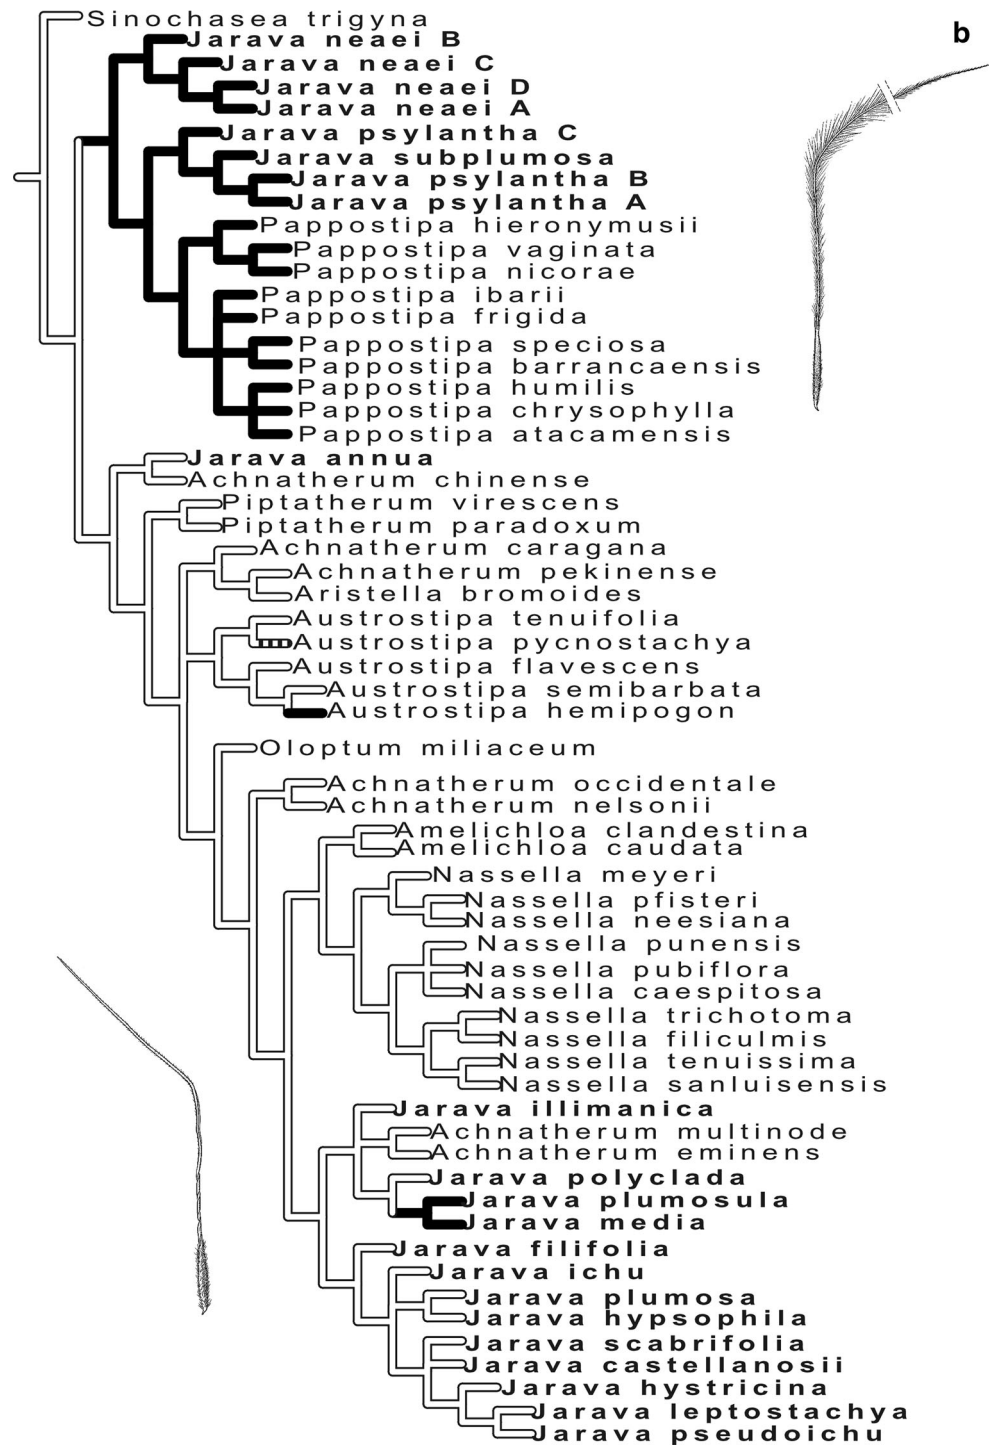 Sinochasea trigyna
b
Jarava neaei B
Jarava neaei C
Jarava neaei D
Jarava neaei A
Jarava psylantha C
Jarava subplumosa
Jarava psylantha B
Jarava psylantha A
Pappostipa hieronymusii
Pappostipa vaginata
Pappostipa nicorae
Pappostipa ibarii
Pappostipa frigida
Pappostipa speciosa
Pappostipa barrancaensis
Pappostipa humilis
Pappostipa chrysophylla
Pappostipa atacamensis
Jarava annua
Achnatherum chinense
Piptatherum virescens
Piptatherum paradoxum
Achnatherum caragana
Achnatherum pekinense
Aristella bromoides
Austrostipa tenuifolia
Austrostipa pycnostachya
Austrostipa flavescens
Austrostipa semibarbata
Austrostipa hemipogon
Oloptum miliaceum
Achnatherum occidentale
Achnatherum nelsonii
Amelichloa clandestina
Amelichloa caudata
Nassella meyeri
Nassella pfisteri
Nassella neesiana
Nassella punensis
Nassella pubiflora
Nassella caespitosa
Nassella trichotoma
Nassella filiculmis
Nassella tenuissima
Nassella sanluisensis
Jarava illimanica
Achnatherum multinode
Achnatherum eminens
Jarava polyclada
Jarava plumosula
Jarava media
Jarava filifolia
Jarava ichu
Jarava plumosa
Jarava hypsophila
Jarava scabrifolia
Jarava castellanosii
Jarava hystricina
Jarava leptostachya
Jarava pseudoichu